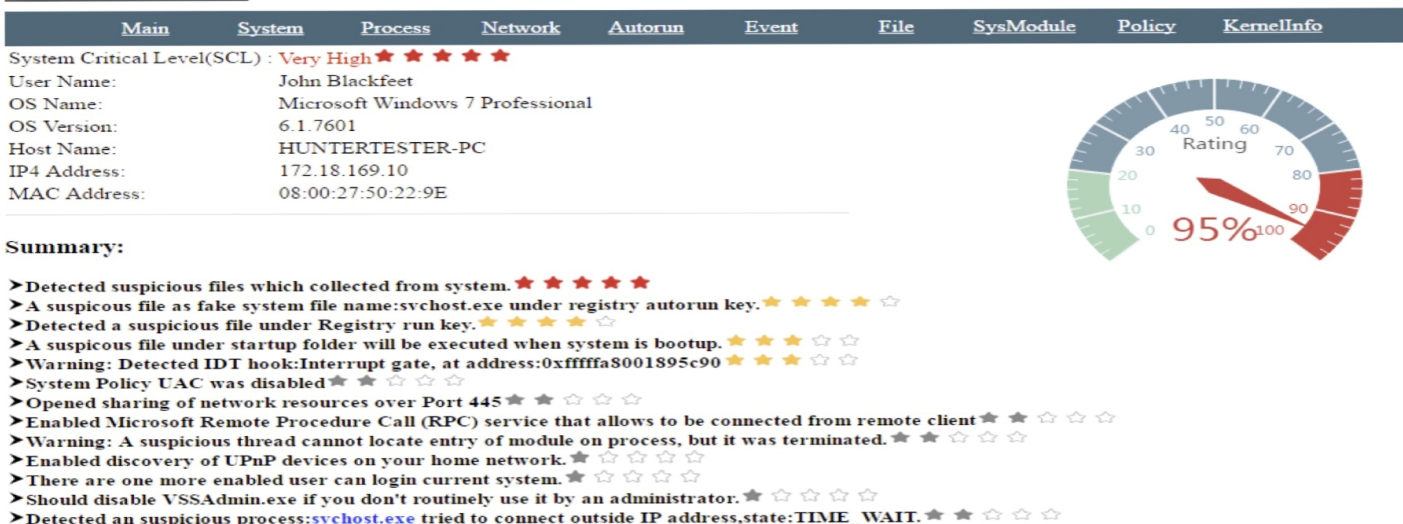 Main System Process Network Autorun Event File SysModule Policy KernelInfo
System Critical Level(SCL) : Very High
User Name: John Blackfeet
OS Name: Microsoft Windows 7 Professional
OS Version: 6.1.7601
Host Name: HUNTERTESTER-PC
IP4 Address: 172.18.169.10
MAC Address: 08:00:27:50:22:9E
0 10 20 30 40 50 60 70 80 90 100
Rating
95%
Summary:
➤Detected suspicious files which collected from system.
➤A suspicous file as fake system file name:svchost.exe under registry autorun key.
➤Detected a suspicious file under Registry run key.
➤A suspicous file under startup folder will be executed when system is bootup.
➤Warning: Detected IDT hook:Interrupt gate, at address:0xfffffa8001895c90
➤System Policy UAC was disabled
➤Opened sharing of network resources over Port 445
➤Enabled Microsoft Remote Procedure Call (RPC) service that allows to be connected from remote client
➤Warning: A suspicious thread cannot locate entry of module on process, but it was terminated.
➤Enabled discovery of UPnP devices on your home network.
➤There are one more enabled user can login current system.
➤Should disable VSSAdmin.exe if you don't routinely use it by an administrator.
➤Detected an suspicious process:svchost.exe tried to connect outside IP address,state:TIME_WAIT.